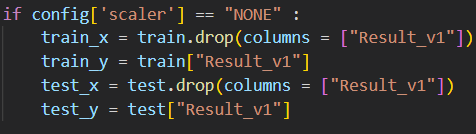 if config['scaler'] == "NONE" :
    train_x = train.drop(columns = ["Result_v1"])
    train_y = train["Result_v1"]
    test_x = test.drop(columns = ["Result_v1"])
    test_y = test["Result_v1"]